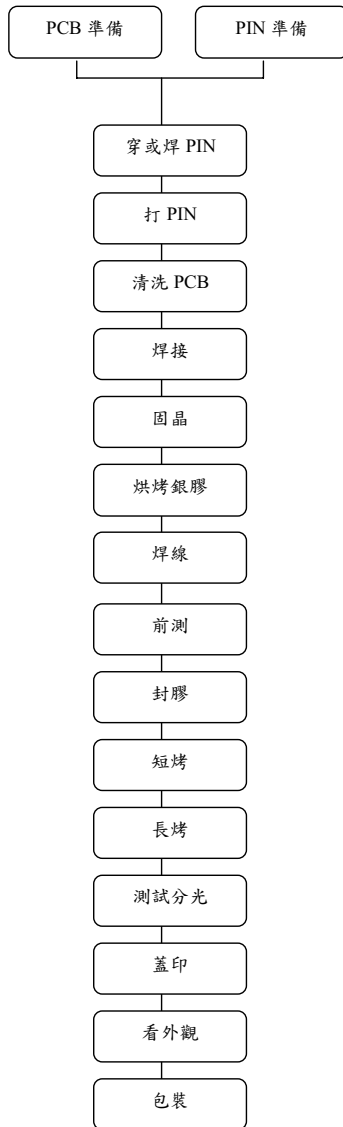 PCB 準備
PIN 準備
穿或焊 PIN
打 PIN
清洗 PCB
焊接
固晶
烘烤銀膠
焊線
前測
封膠
短烤
長烤
測試分光
蓋印
看外觀
包裝